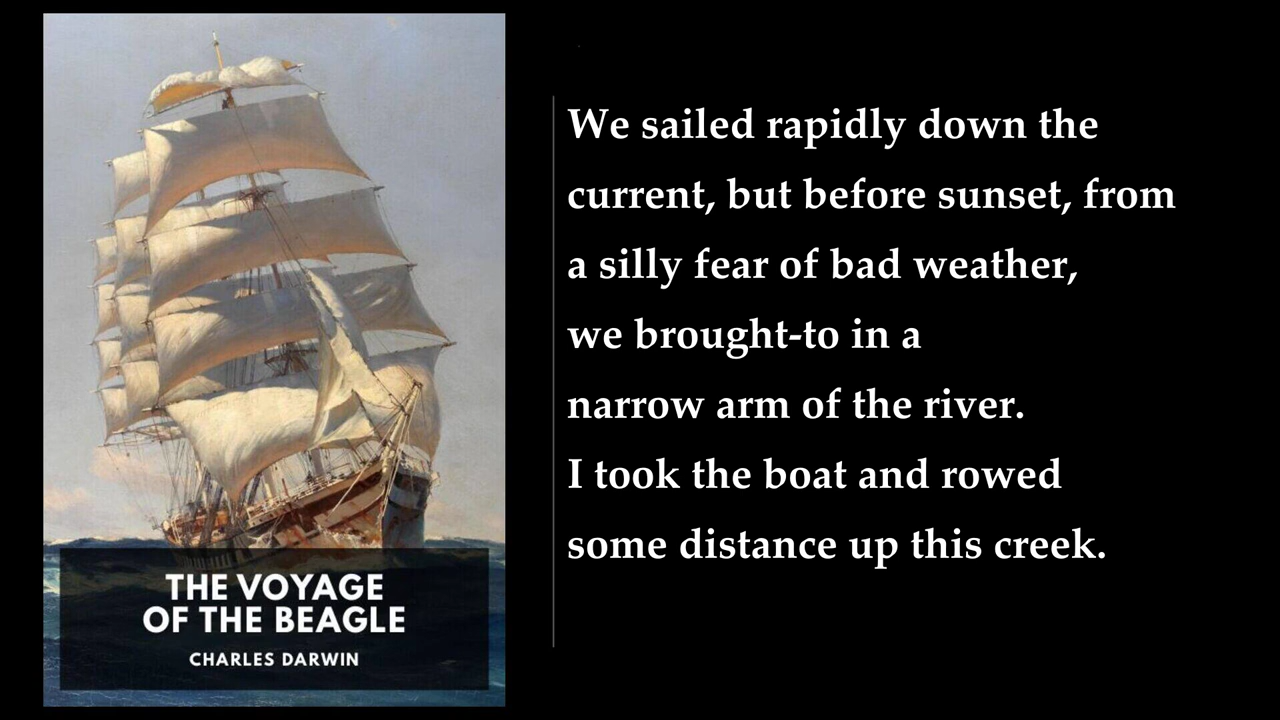 THE VOYAGE
OF THE BEAGLE
CHARLES DARWIN
We sailed rapidly down the
current, but before sunset, from
a silly fear of bad weather,
we brought-to in a
narrow arm of the river.
I took the boat and rowed
some distance up this creek.